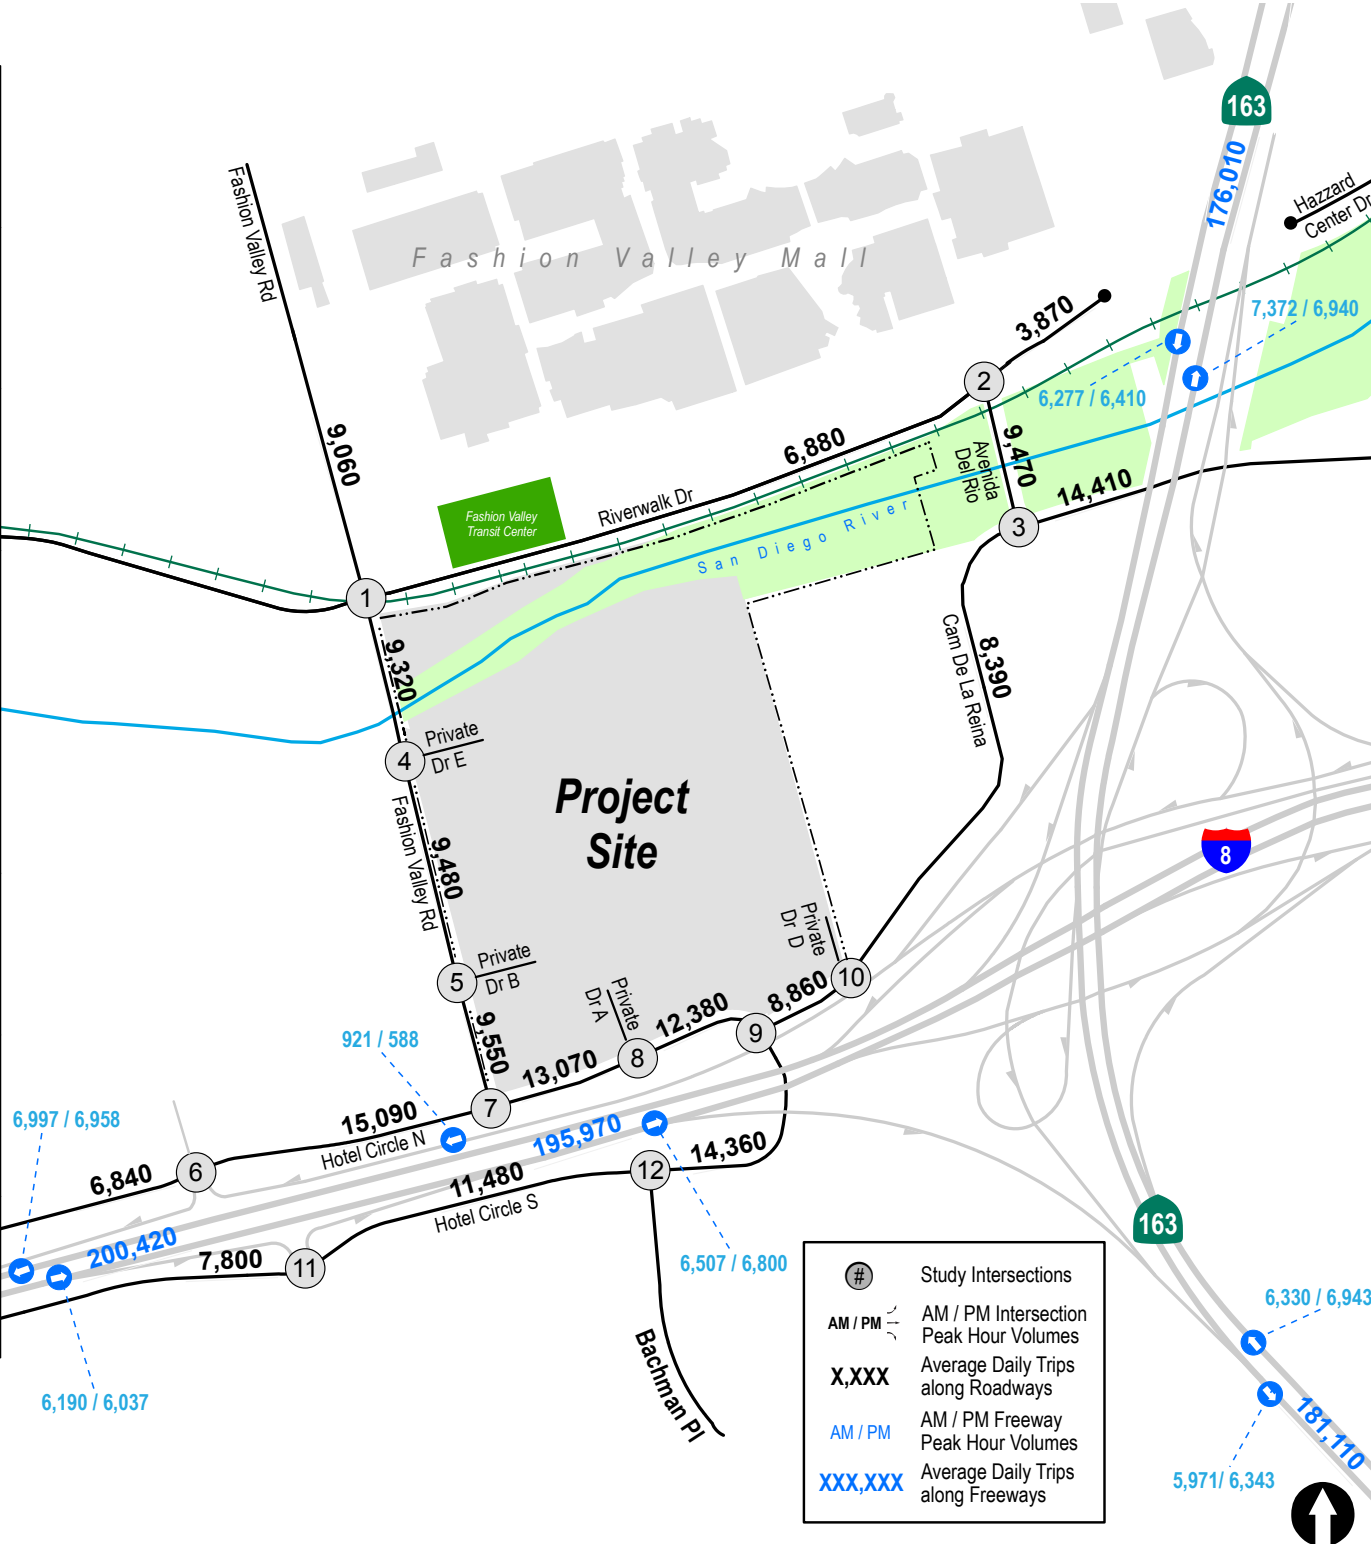 163
176,010
Hazzard
Center Dr
Fashion Valley Rd
Fashion Valley Mall
7,372 / 6,940
3,870
6,277 / 6,410
2
9,060
6,880
9,470
Avenida
Del Rio
14,410
Fashion Valley
Transit Center
Riverwalk Dr
San Diego River
3
1
9,320
Cam De La Reina
8,390
Private
Dr E
4
Project
Site
Fashion Valley Rd
9,480
8
Private
Dr D
Private
Dr B
5
10
Private
Dr A
8,860
12,380
9
9,550
921 / 588
13,070
8
7
6,997 / 6,958
15,090
Hotel Circle N
195,970
14,360
6,840
6
11,480
12
Hotel Circle S
163
200,420
7,800
11
6,507 / 6,800
6,190 / 6,037
Bachman Pl
6,330 / 6,943
181,110
5,971/ 6,343
#
Study Intersections
AM / PM
AM / PM Intersection
Peak Hour Volumes
X,XXX
Average Daily Trips
along Roadways
AM / PM
AM / PM Freeway
Peak Hour Volumes
XXX,XXX
Average Daily Trips
along Freeways